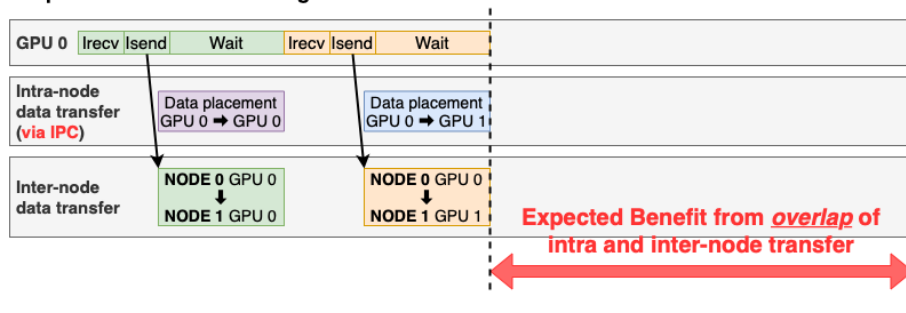 GPU 0 Irecv Isend Wait Irecv Isend Wait
Intra-node
data transfer
(via IPC)
Data placement
GPU 0 ➡ GPU 0
Data placement
GPU 0 ➡ GPU 1
Inter-node
data transfer
NODE 0 GPU 0
⬇
NODE 1 GPU 0
NODE 0 GPU 0
⬇
NODE 1 GPU 1
Expected Benefit from overlap of
intra and inter-node transfer